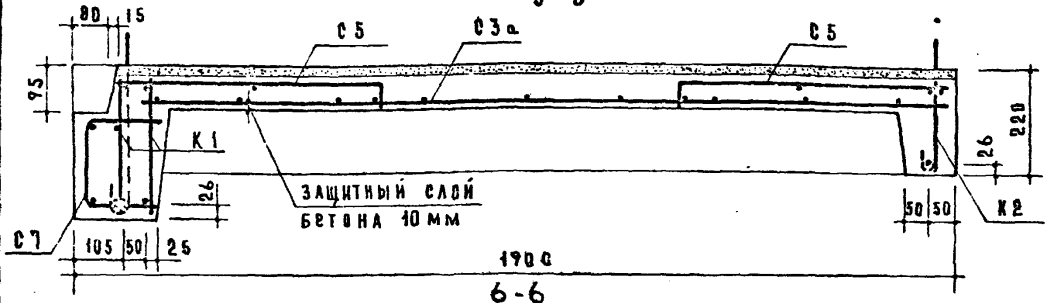 80 15
С 5
С 3а
С 5
95
К 1
220
26
26
ЗАЩИТНЫЙ СЛОЙ
БЕТОНА 10 ММ
50 50
К 2
С 7
105 50 25
1900
6-6